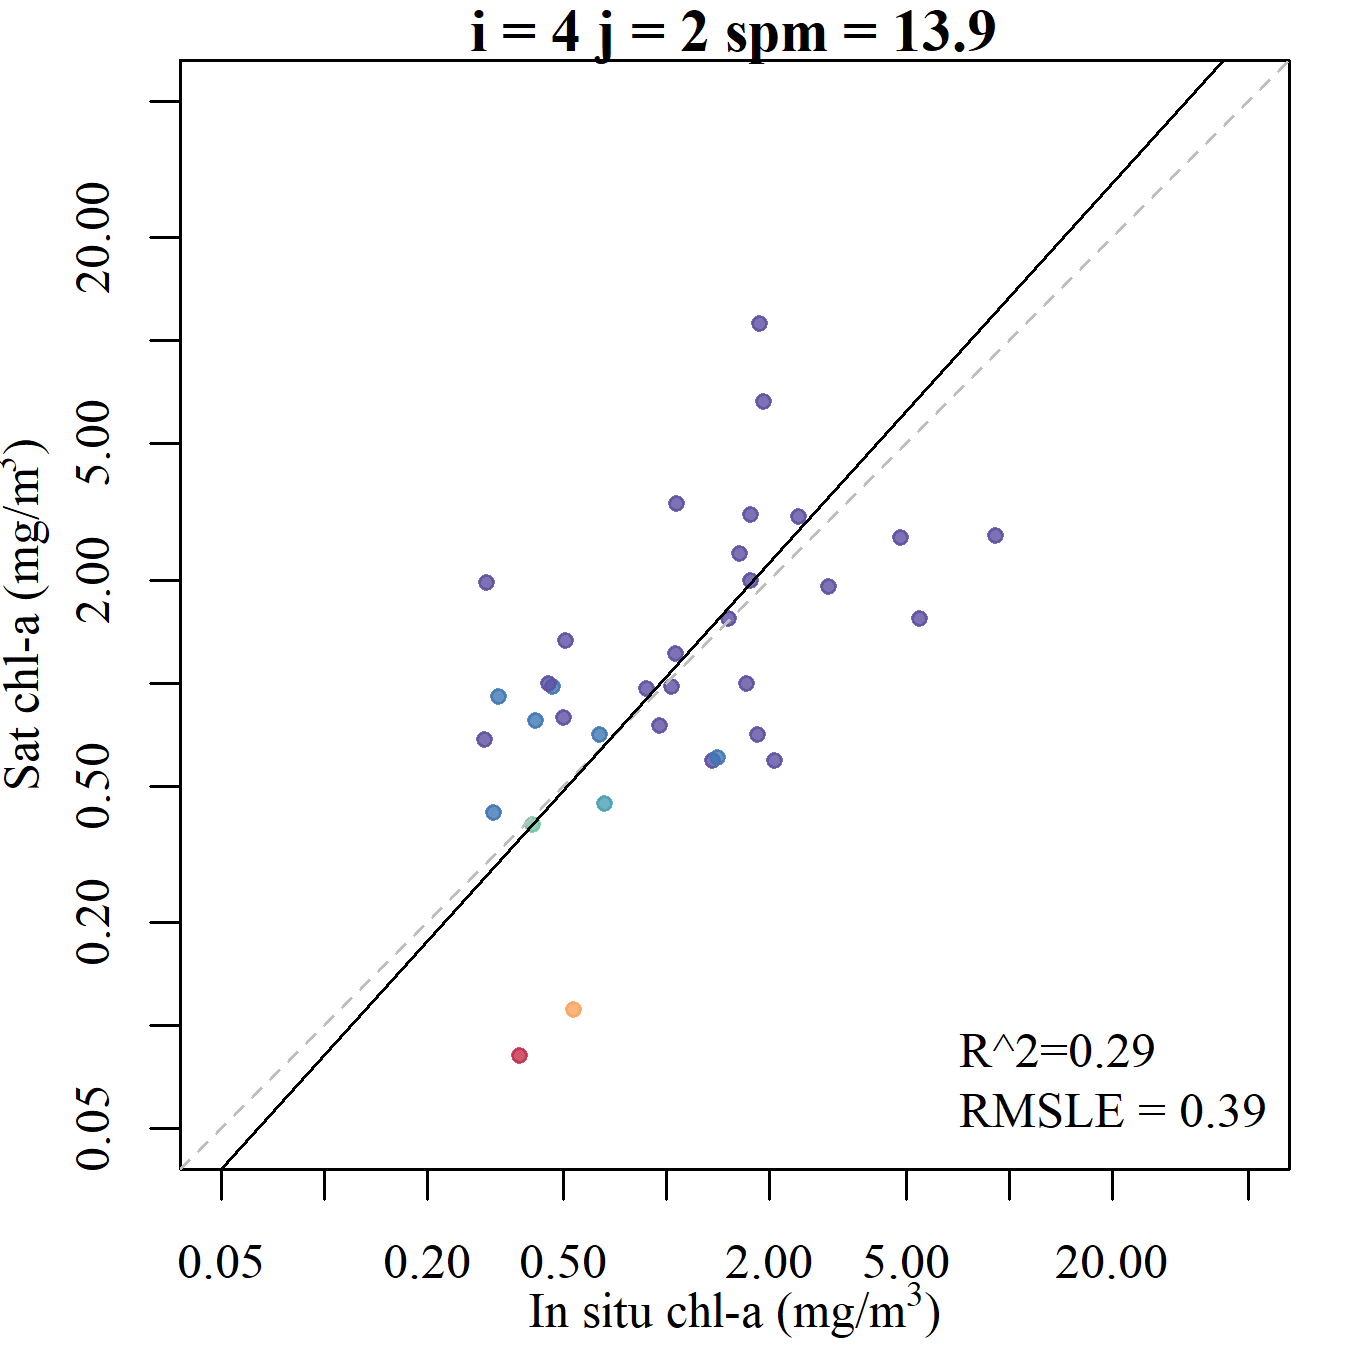 i = 4 j = 2 spm = 13.9
20.00
5.00
2.00
0.50
0.20
0.05
Sat chl-a (mg/m³)
R^2=0.29
RMSLE = 0.39
0.05 0.20 0.50 2.00 5.00 20.00
In situ chl-a (mg/m³)